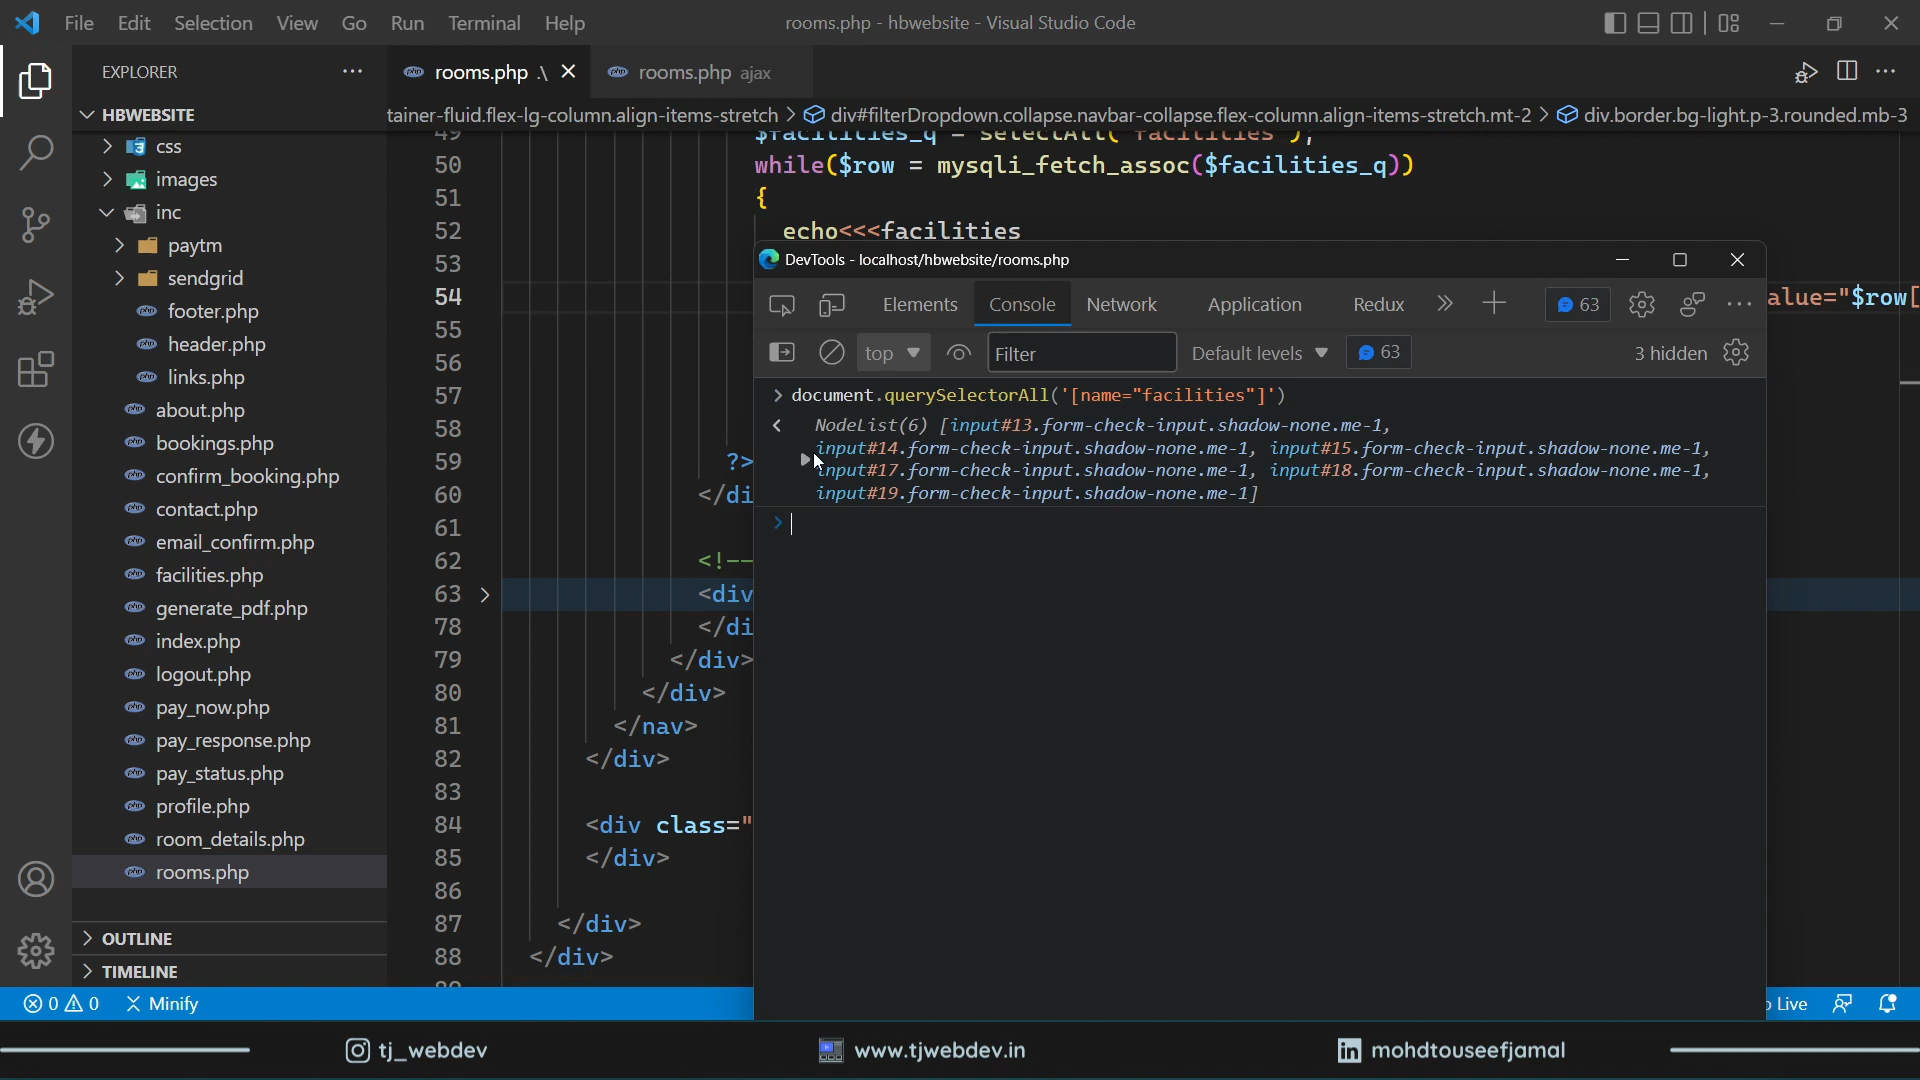 File Edit Selection View Go Run Terminal Help
rooms.php - hbwebsite - Visual Studio Code
EXPLORER
rooms.php .\
rooms.php ajax
HBWEBSITE
tainer-fluid.flex-lg-column.align-items-stretch > div#filterDropdown.collapse.navbar-collapse.flex-column.align-items-stretch.mt-2 > div.border.bg-light.p-3.rounded.mb-3
css
images
inc
paytm
sendgrid
footer.php
header.php
links.php
about.php
bookings.php
confirm_booking.php
contact.php
email_confirm.php
facilities.php
generate_pdf.php
index.php
logout.php
pay_now.php
pay_response.php
pay_status.php
profile.php
room_details.php
rooms.php
OUTLINE
TIMELINE
49 $facilities_q = selectAll('facilities');
50 while($row = mysqli_fetch_assoc($facilities_q))
51 {
52 echo<<<facilities
53
54 alue="$row[
55
56
57
58
59 ?>
60 </di
61
62 <!--
63 <div
78 </di
79 </div>
80 </div>
81 </nav>
82 </div>
83
84 <div class="
85 </div>
86
87 </div>
88 </div>
DevTools - localhost/hbwebsite/rooms.php
Elements Console Network Application Redux 63
top Filter Default levels 63 3 hidden
document.querySelectorAll('[name="facilities"]')
NodeList(6) [input#13.form-check-input.shadow-none.me-1,
input#14.form-check-input.shadow-none.me-1, input#15.form-check-input.shadow-none.me-1,
input#17.form-check-input.shadow-none.me-1, input#18.form-check-input.shadow-none.me-1,
input#19.form-check-input.shadow-none.me-1]
0 0 Minify
Live
tj_webdev
www.tjwebdev.in
mohdtouseefjamal